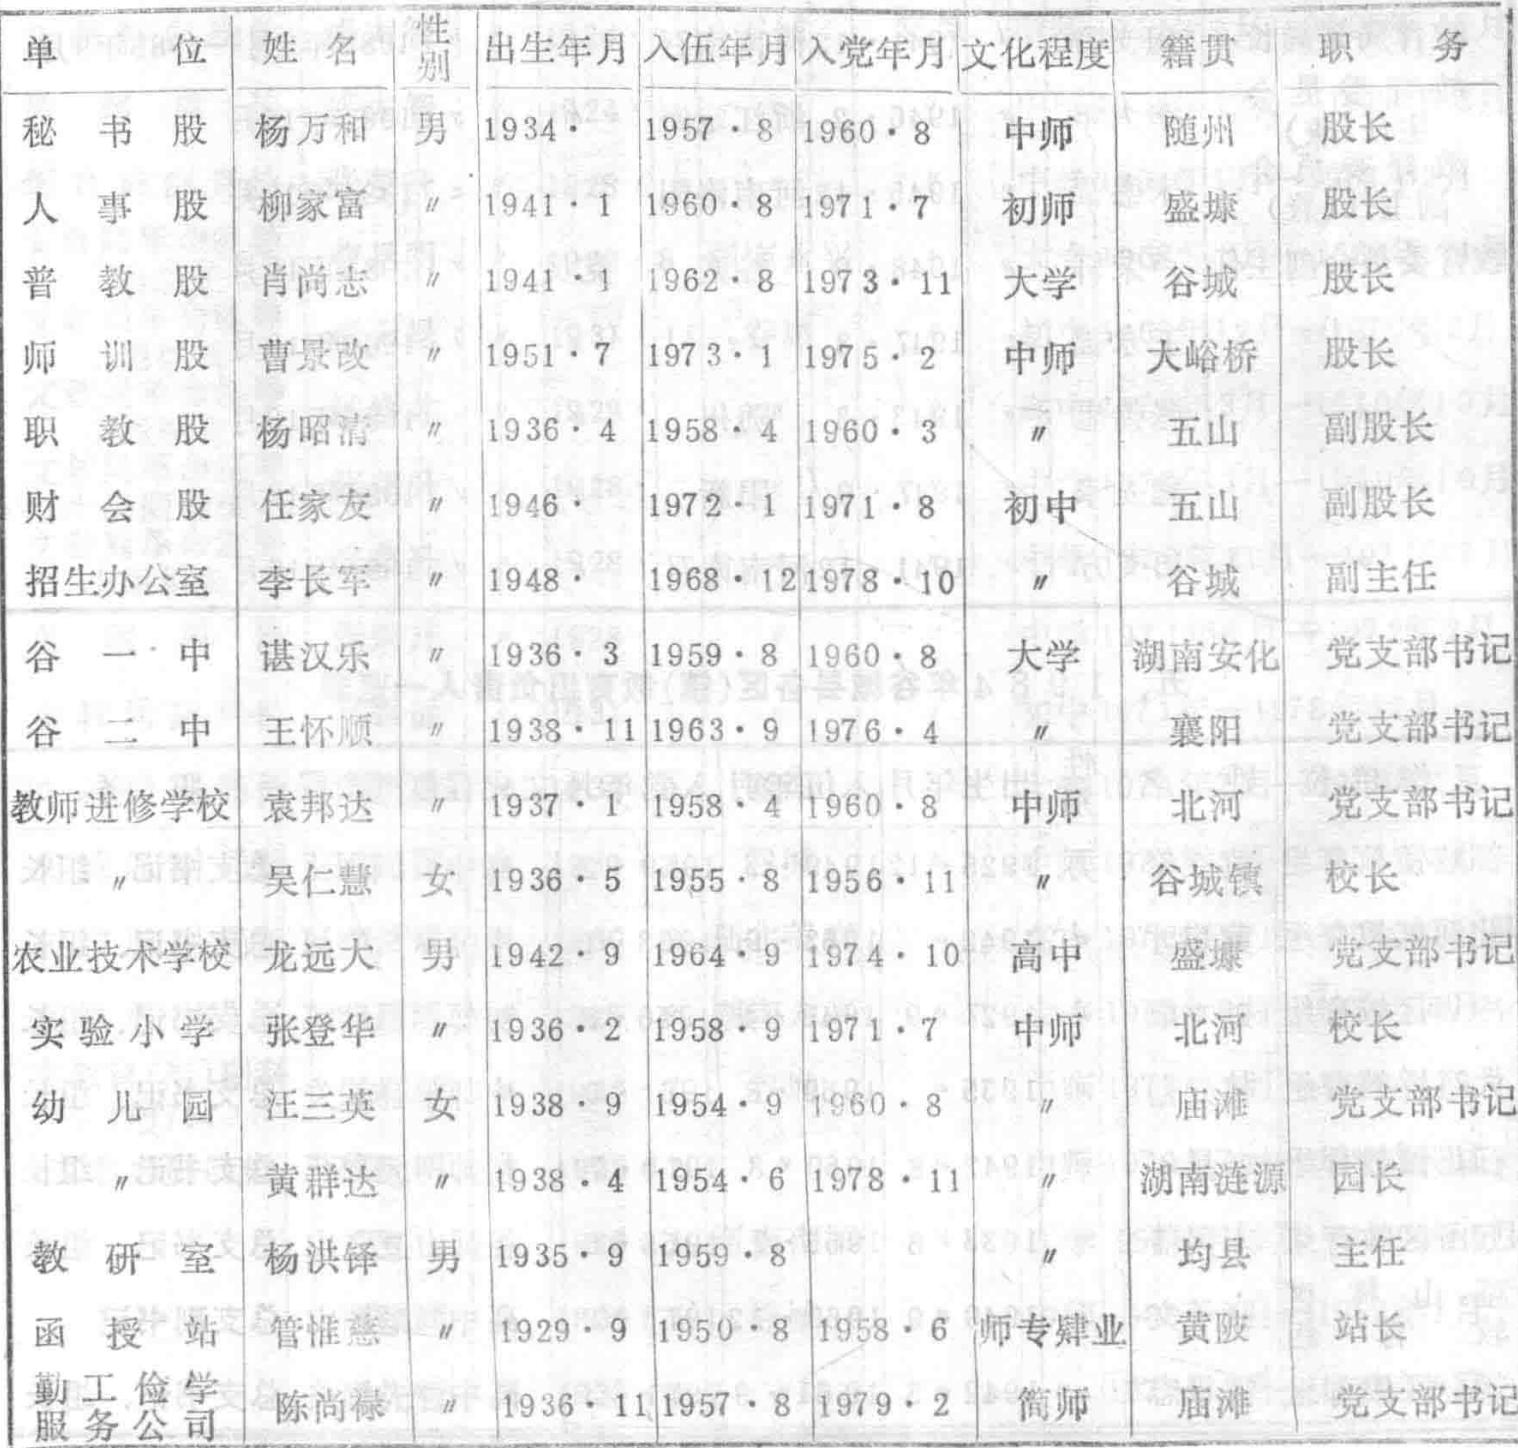 单位 姓名 性别 出生年月 入伍年月 入党年月 文化程度 籍贯 职务
秘书股 杨万和 男 1934· 1957·8 1960·8 中师 随州 股长
人事股 柳家富 〃 1941·1 1960·8 1971·7 初师 盛塛 股长
普教股 肖尚志 〃 1941·1 1962·8 1973·11 大学 谷城 股长
师训股 曹景改 〃 1951·7 1973·1 1975·2 中师 大峪桥 股长
职教股 杨昭清 〃 1936·4 1958·4 1960·3 〃 五山 副股长
财会股 任家友 〃 1946· 1972·1 1971·8 初中 五山 副股长
招生办公室 李长军 〃 1948· 1968·12 1978·10 〃 谷城 副主任
谷一中 谌汉乐 〃 1936·3 1959·8 1960·8 大学 湖南安化 党支部书记
谷二中 王怀顺 〃 1938·11 1963·9 1976·4 〃 襄阳 党支部书记
教师进修学校 袁邦达 〃 1937·1 1958·4 1960·8 中师 北河 党支部书记
〃 吴仁慧 女 1936·5 1955·8 1956·11 〃 谷城镇 校长
农业技术学校 龙远大 男 1942·9 1964·9 1974·10 高中 盛塛 党支部书记
实验小学 张登华 〃 1936·2 1958·9 1971·7 中师 北河 校长
幼儿园 汪三英 女 1938·9 1954·9 1960·8 〃 庙滩 党支部书记
〃 黄群达 〃 1938·4 1954·6 1978·11 〃 湖南涟源 园长
教研室 杨洪铎 男 1935·9 1959·8 〃 均县 主任
函授站 管惟慈 〃 1929·9 1950·8 1958·6 师专肄业 黄陂 站长
勤工俭学服务公司 陈尚禄 〃 1936·11 1957·8 1979·2 简师 庙滩 党支部书记